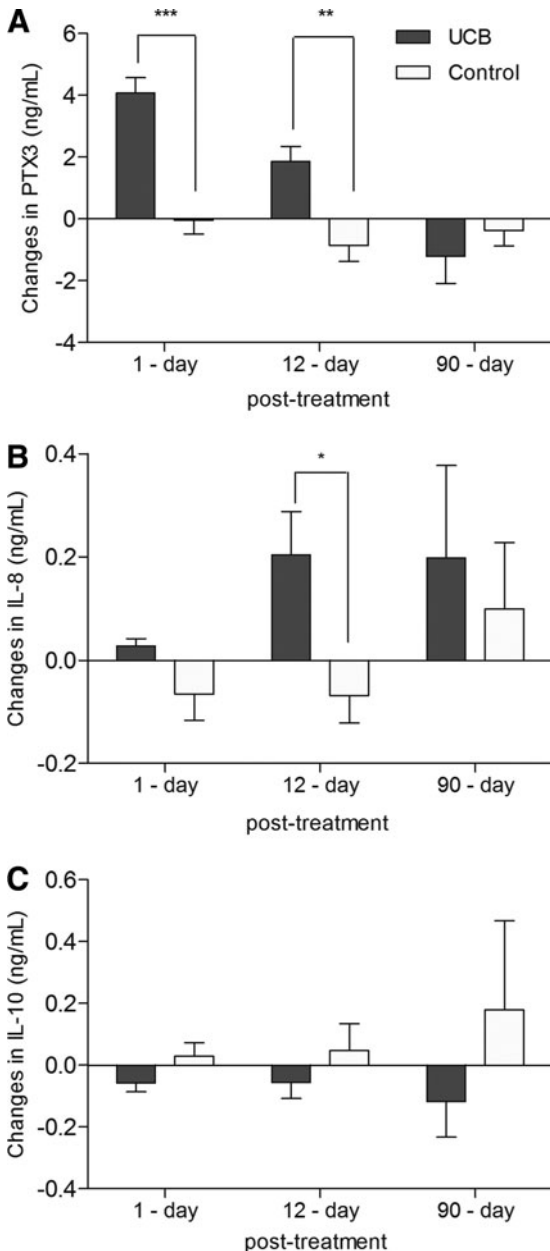 A
Changes in PTX3 (ng/mL)
***
**
UCB
Control
6
4
2
0
-2
-4
1 - day
12 - day
90 - day
post-treatment
B
Changes in IL-8 (ng/mL)
*
0.4
0.2
0.0
-0.2
1 - day
12 - day
90 - day
post-treatment
C
Changes in IL-10 (ng/mL)
0.6
0.4
0.2
0.0
-0.2
-0.4
1 - day
12 - day
90 - day
post-treatment